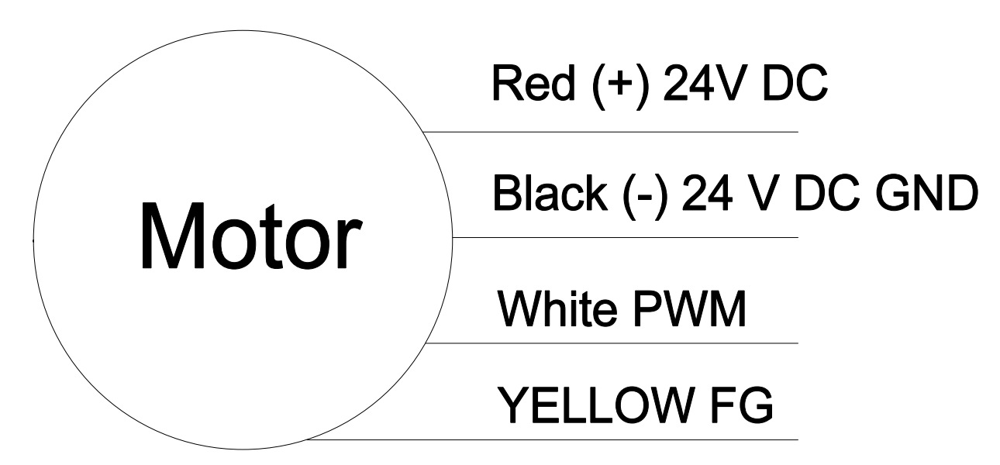 Red (+) 24V DC
Black (-) 24 V DC GND
Motor
White PWM
YELLOW FG